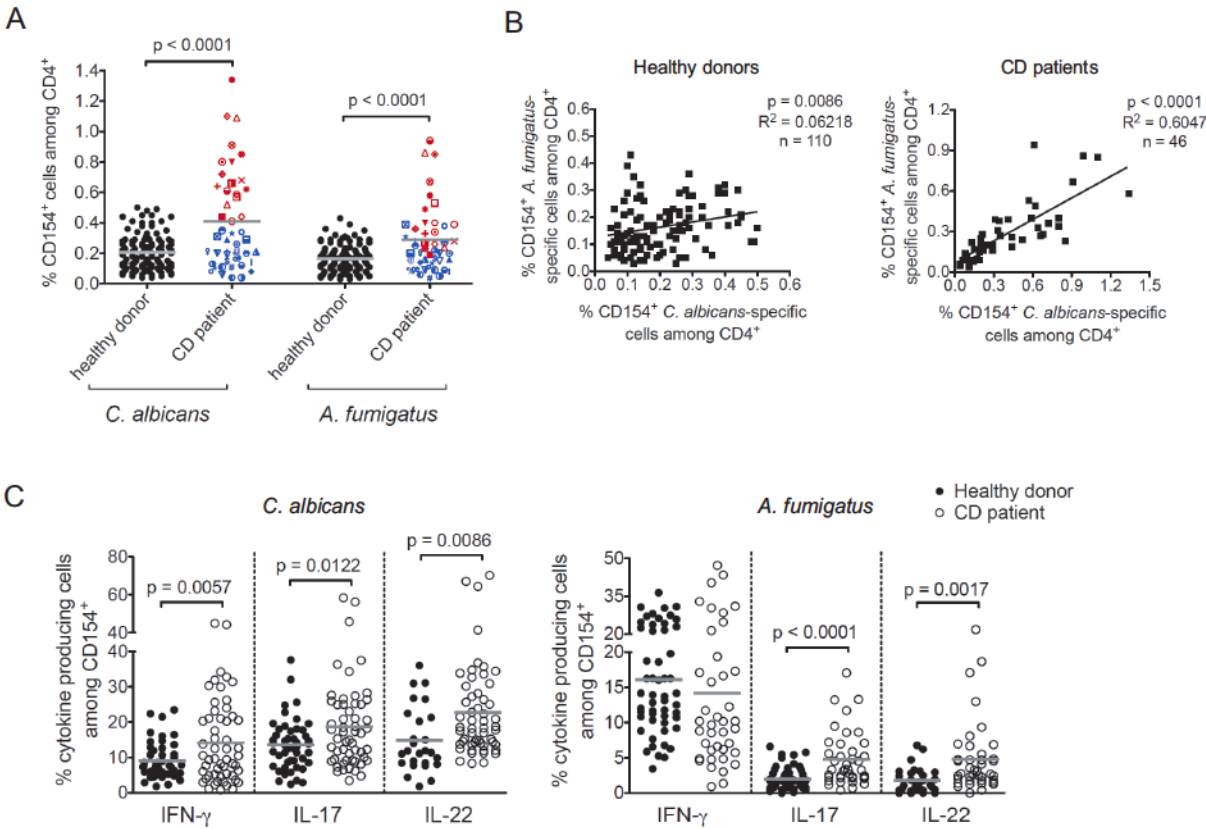 A
p < 0.0001
p < 0.0001
% CD154⁺ cells among CD4⁺
1.4
1.2
1.0
0.8
0.6
0.4
0.2
0.0
healthy donor
CD patient
healthy donor
CD patient
C. albicans
A. fumigatus
B
Healthy donors
p = 0.0086
R² = 0.06218
n = 110
% CD154⁺ A. fumigatus-
specific cells among CD4⁺
0.6
0.5
0.4
0.3
0.2
0.1
0.0
0.0 0.1 0.2 0.3 0.4 0.5 0.6
% CD154⁺ C. albicans-specific
cells among CD4⁺
CD patients
p < 0.0001
R² = 0.6047
n = 46
% CD154⁺ A. fumigatus-
specific cells among CD4⁺
1.2
0.9
0.6
0.3
0.0
0.0 0.3 0.6 0.9 1.2 1.5
% CD154⁺ C. albicans-specific
cells among CD4⁺
C
C. albicans
% cytokine producing cells
among CD154⁺
80
60
40
40
30
20
10
0
p = 0.0057
p = 0.0122
p = 0.0086
IFN-γ
IL-17
IL-22
A. fumigatus
Healthy donor
CD patient
% cytokine producing cells
among CD154⁺
50
35
20
20
15
10
5
0
p < 0.0001
p = 0.0017
IFN-γ
IL-17
IL-22